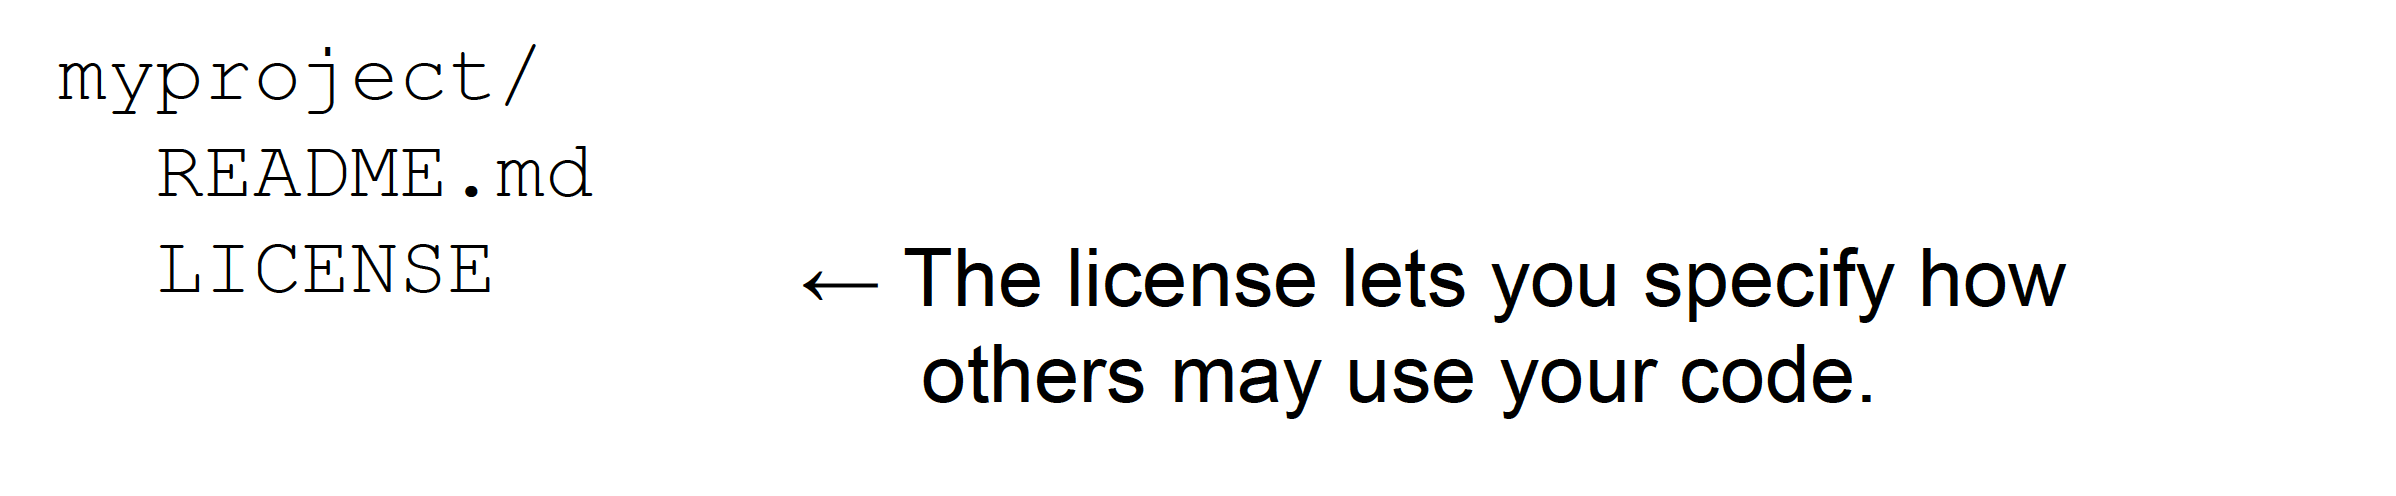 myproject/
README.md
LICENSE
← The license lets you specify how
others may use your code.